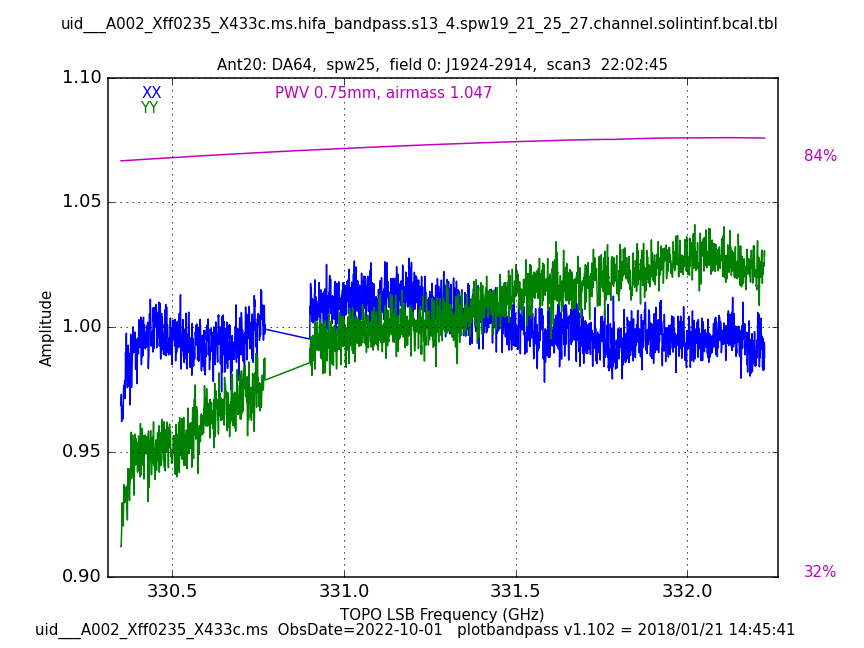 uid___A002_Xff0235_X433c.ms.hifa_bandpass.s13_4.spw19_21_25_27.channel.solintinf.bcal.tbl
Ant20: DA64,  spw25,  field 0: J1924-2914,  scan3  22:02:45
1.10
XX
PWV 0.75mm, airmass 1.047
YY
84%
1.05
1.00
Amplitude
0.95
0.90
32%
330.5 331.0 331.5 332.0
TOPO LSB Frequency (GHz)
uid___A002_Xff0235_X433c.ms  ObsDate=2022-10-01   plotbandpass v1.102 = 2018/01/21 14:45:41